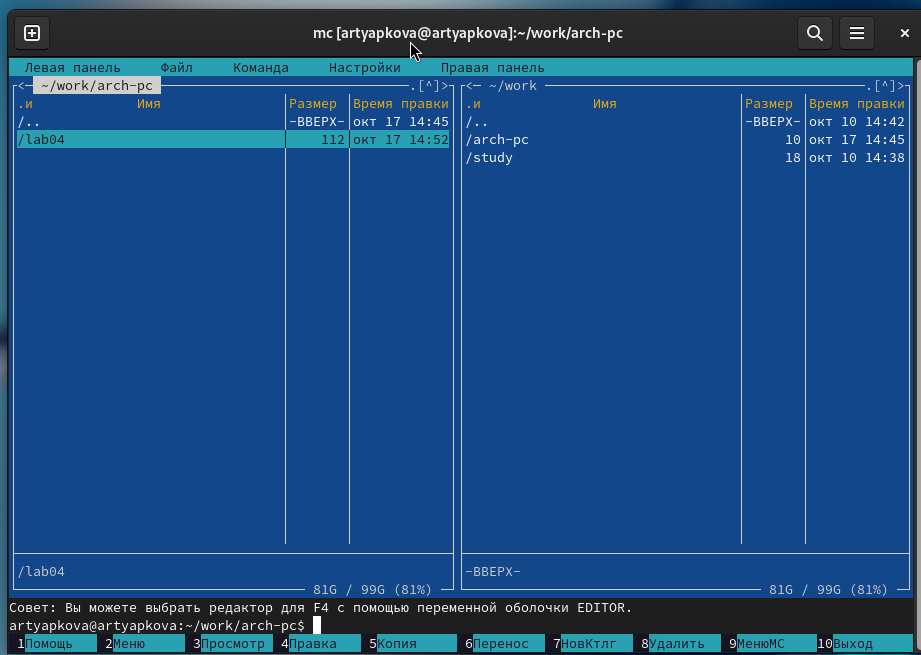 mc [artyapkova@artyapkova]:~/work/arch-pc
Левая панель Файл Команда Настройки Правая панель
<— ~/work/arch-pc .[^]>
.и Имя Размер Время правки
/.. -ВВЕРХ- окт 17 14:45
/lab04 112 окт 17 14:52
/lab04
81G / 99G (81%)
<— ~/work .[^]>
.и Имя Размер Время правки
/.. -ВВЕРХ- окт 10 14:42
/arch-pc 10 окт 17 14:45
/study 18 окт 10 14:38
-ВВЕРХ-
81G / 99G (81%)
Совет: Вы можете выбрать редактор для F4 с помощью переменной оболочки EDITOR.
artyapkova@artyapkova:~/work/arch-pc$
1Помощь 2Меню 3Просмотр 4Правка 5Копия 6Перенос 7НовКтлг 8Удалить 9МенюМС 10Выход